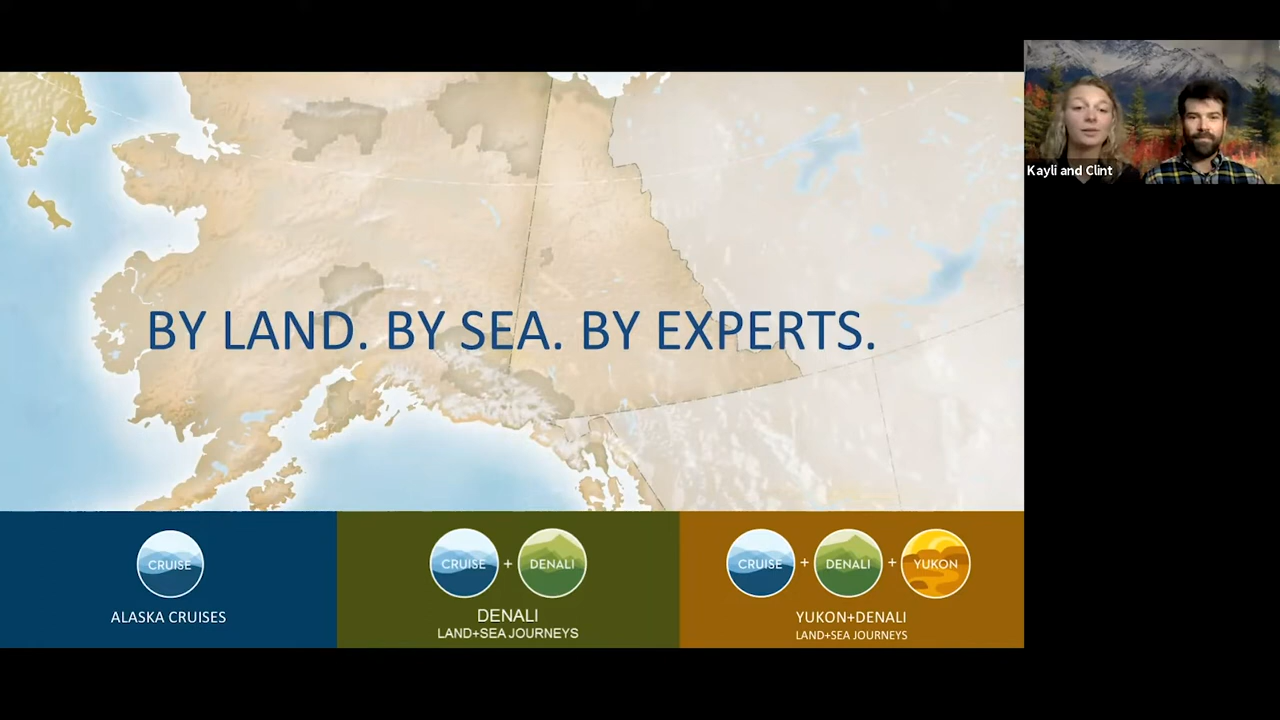 Kayli and Clint
BY LAND. BY SEA. BY EXPERTS.
CRUISE
ALASKA CRUISES
CRUISE + DENALI
DENALI
LAND+SEA JOURNEYS
CRUISE + DENALI + YUKON
YUKON+DENALI
LAND+SEA JOURNEYS